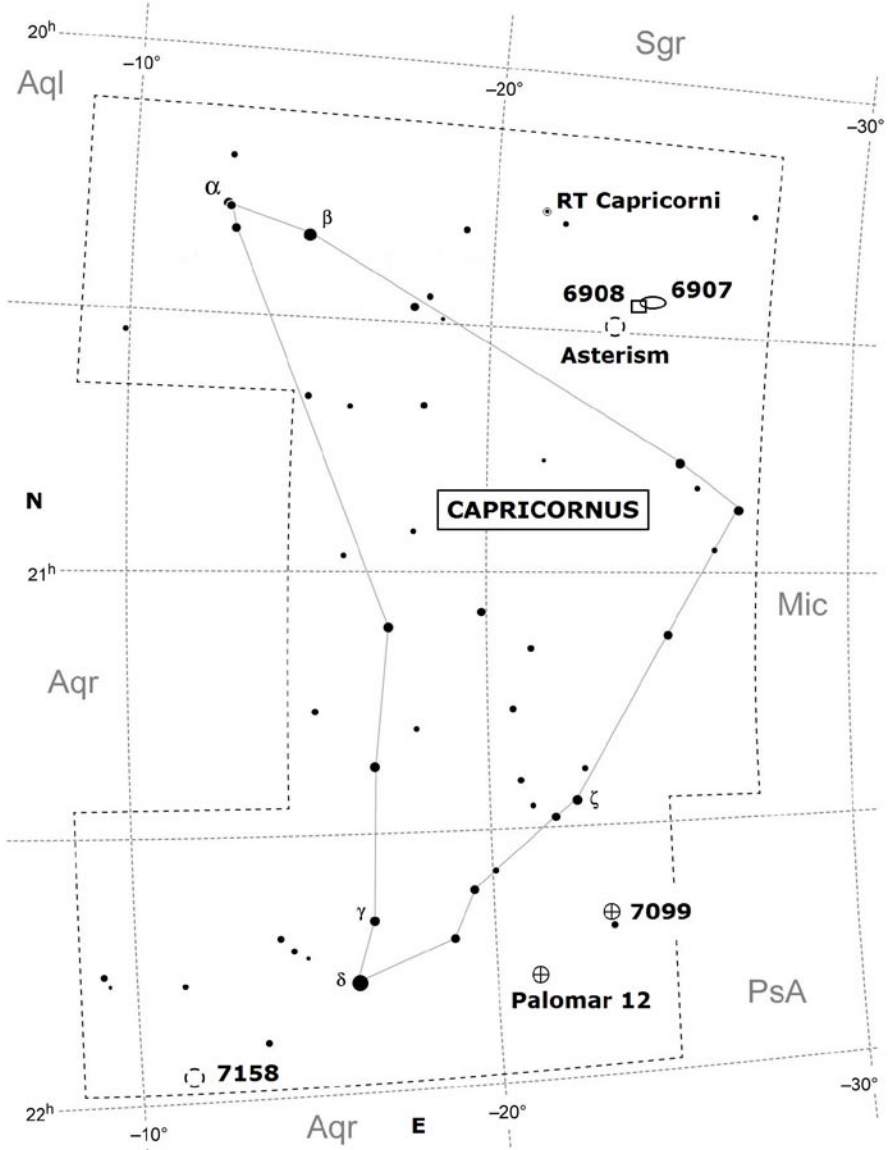 20h
Sgr
–10°
Aql
–20°
–30°
α
β
RT Capricorni
6908
6907
Asterism
N
CAPRICORNUS
21h
Mic
Aqr
ζ
γ
7099
δ
Palomar 12
PsA
7158
22h
–10°
Aqr
E
–20°
–30°